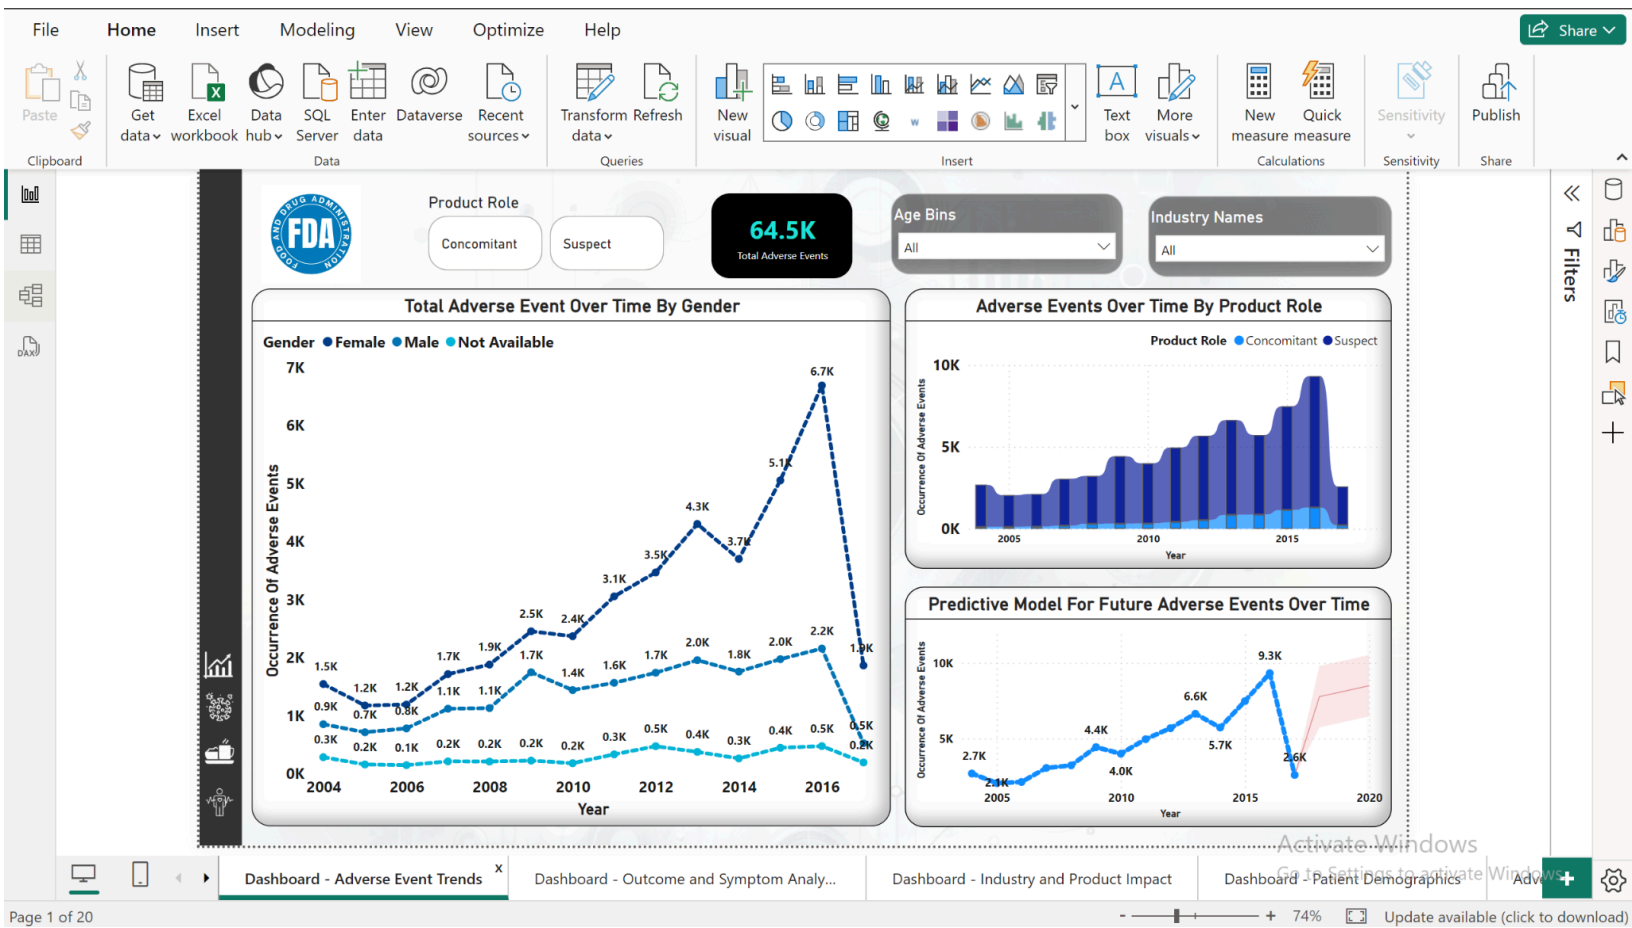 File Home Insert Modeling View Optimize Help Share
Paste
Get data
Excel workbook
Data hub
SQL Server
Enter data
Dataverse
Recent sources
Transform data
Refresh
New visual
Text box
More visuals
New measure
Quick measure
Sensitivity
Publish
Clipboard Data Queries Insert Calculations Sensitivity Share
FOOD AND DRUG ADMINISTRATION
FDA
Product Role
Concomitant Suspect
64.5K
Total Adverse Events
Age Bins
All
Industry Names
All
Filters
DAX
Total Adverse Event Over Time By Gender
Gender Female Male Not Available
7K
6K
5K
4K
3K
2K
1K
0K
Occurrence Of Adverse Events
1.5K 1.2K 1.2K 1.7K 1.9K 2.5K 2.4K 3.1K 3.5K 4.3K 3.7K 5.1K 6.7K 1.9K
0.9K 0.7K 0.8K 1.1K 1.1K 1.7K 1.4K 1.6K 1.7K 2.0K 1.8K 2.0K 2.2K 0.5K
0.3K 0.2K 0.1K 0.2K 0.2K 0.2K 0.2K 0.3K 0.5K 0.4K 0.3K 0.4K 0.5K 0.2K
2004 2006 2008 2010 2012 2014 2016
Year
Adverse Events Over Time By Product Role
Product Role Concomitant Suspect
10K
5K
0K
Occurrence Of Adverse Events
2005 2010 2015
Year
Predictive Model For Future Adverse Events Over Time
10K
5K
Occurrence Of Adverse Events
2.7K 2.1K 4.4K 4.0K 6.6K 5.7K 9.3K 2.6K
2005 2010 2015 2020
Year
Activate Windows
Go to Settings to activate Windows.
Dashboard - Adverse Event Trends x
Dashboard - Outcome and Symptom Analy...
Dashboard - Industry and Product Impact
Dashboard - Patient Demographics
Adv
Page 1 of 20
- + 74%
Update available (click to download)